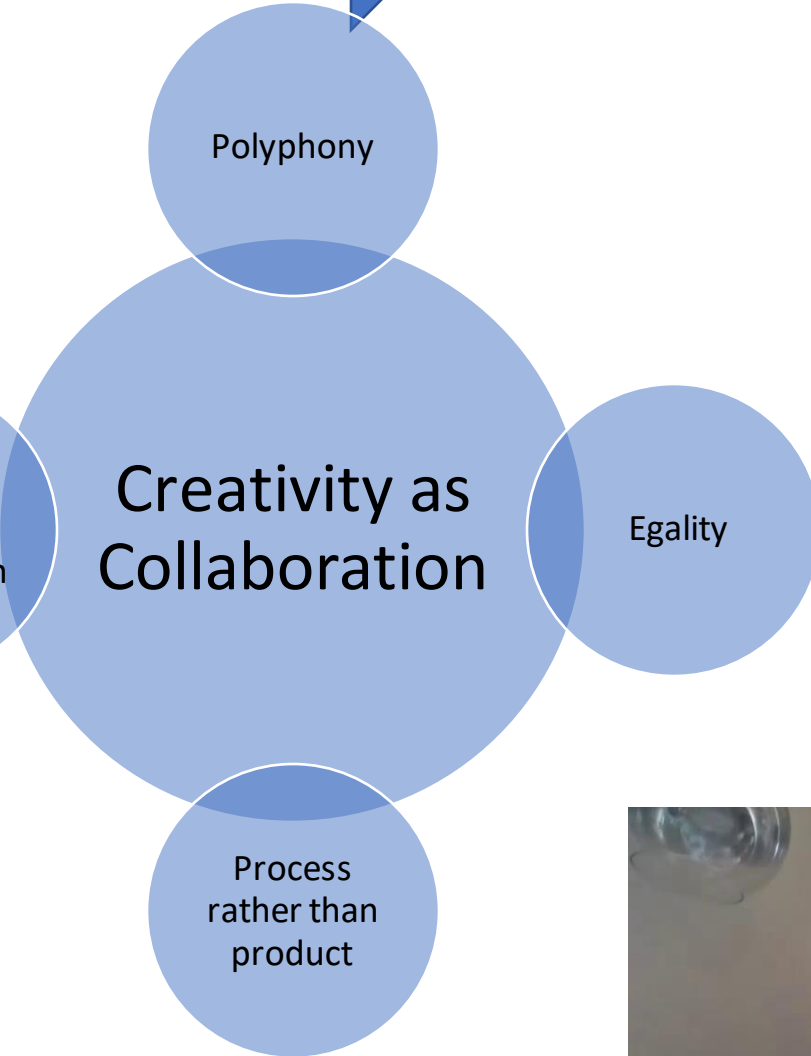 Polyphony
Creativity as
Collaboration
Egality
Process
rather than
product